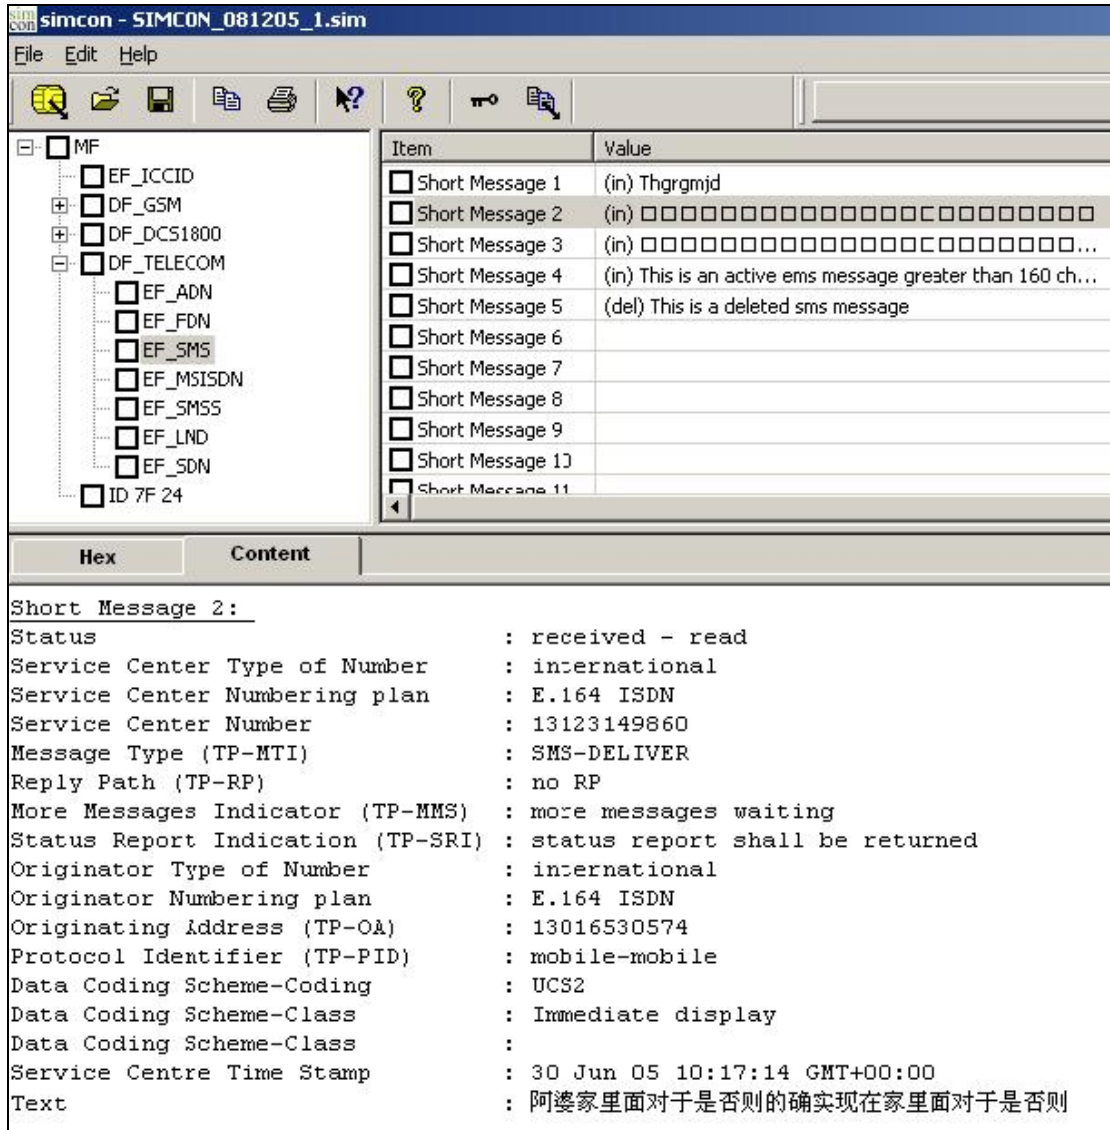 simcon - SIMCON_081205_1.sim
File Edit Help
MF
EF_ICCID
DF_GSM
DF_DCS1800
DF_TELECOM
EF_ADN
EF_FDN
EF_SMS
EF_MSISDN
EF_SMSS
EF_LND
EF_SDN
ID 7F 24
Item Value
Short Message 1 (in) Thgrgmjd
Short Message 2 (in) □□□□□□□□□□□□□□□□□□□□□□□
Short Message 3 (in) □□□□□□□□□□□□□□□□□□□□□□...
Short Message 4 (in) This is an active ems message greater than 160 ch...
Short Message 5 (del) This is a deleted sms message
Short Message 6
Short Message 7
Short Message 8
Short Message 9
Short Message 10
Short Message 11
Hex Content
Short Message 2:
Status : received - read
Service Center Type of Number : international
Service Center Numbering plan : E.164 ISDN
Service Center Number : 13123149860
Message Type (TP-MTI) : SMS-DELIVER
Reply Path (TP-RP) : no RP
More Messages Indicator (TP-MMS) : more messages waiting
Status Report Indication (TP-SRI) : status report shall be returned
Originator Type of Number : international
Originator Numbering plan : E.164 ISDN
Originating Address (TP-OA) : 13016530574
Protocol Identifier (TP-PID) : mobile-mobile
Data Coding Scheme-Coding : UCS2
Data Coding Scheme-Class : Immediate display
Data Coding Scheme-Class :
Service Centre Time Stamp : 30 Jun 05 10:17:14 GMT+00:00
Text : 阿婆家里面对于是否则的确实现在家里面对于是否则